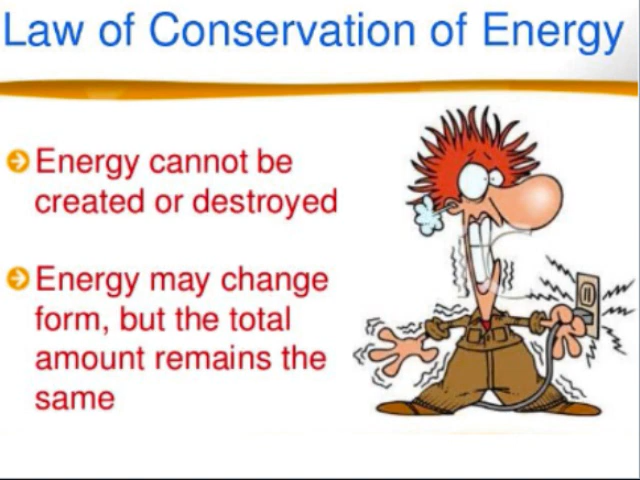 Law of Conservation of Energy
Energy cannot be
created or destroyed
Energy may change
form, but the total
amount remains the
same